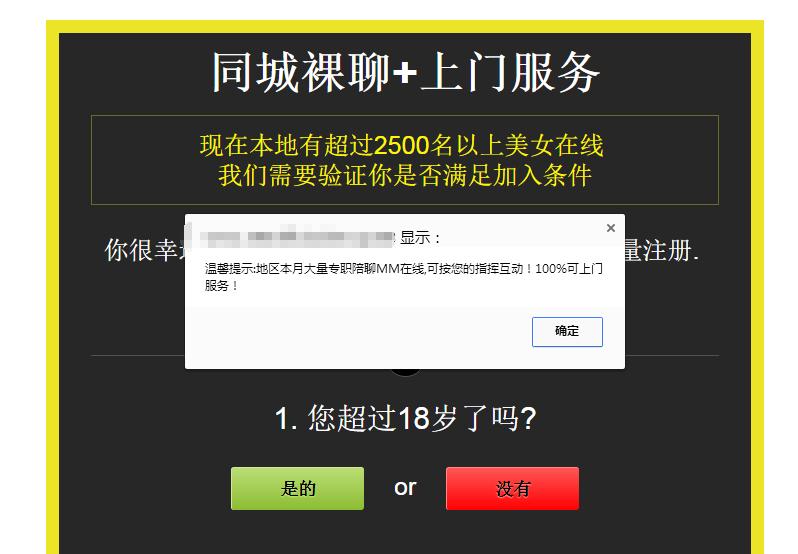 同城裸聊+上门服务
现在本地有超过2500名以上美女在线
我们需要验证你是否满足加入条件
显示：
你很幸 量注册.
温馨提示:地区本月大量专职陪聊MM在线,可按您的指挥互动！100%可上门
服务！
确定
1. 您超过18岁了吗?
是的 or 没有